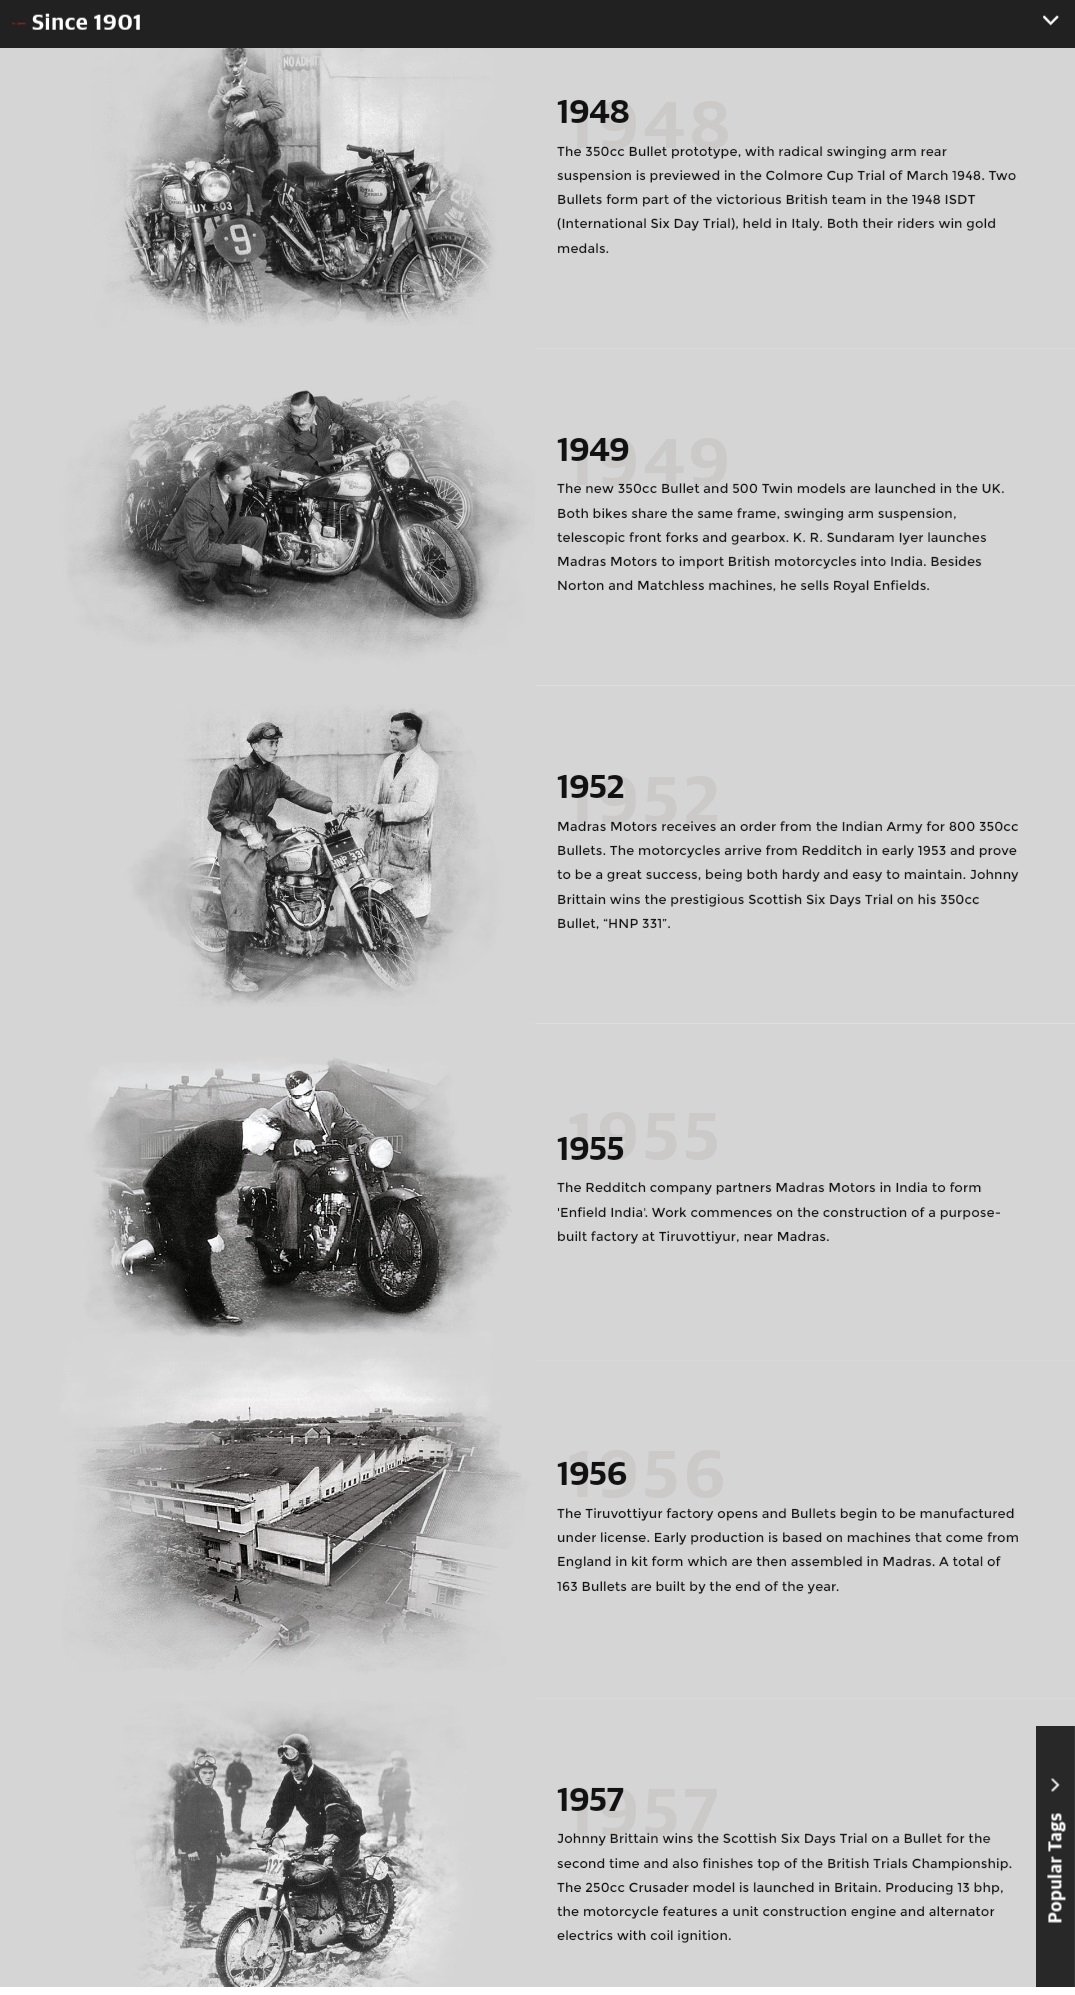 Since 1901
NO ADMI
ROYAL ENFIELD
HUY 303
9
15
1948
The 350cc Bullet prototype, with radical swinging arm rear
suspension is previewed in the Colmore Cup Trial of March 1948. Two
Bullets form part of the victorious British team in the 1948 ISDT
(International Six Day Trial), held in Italy. Both their riders win gold
medals.
1949
The new 350cc Bullet and 500 Twin models are launched in the UK.
Both bikes share the same frame, swinging arm suspension,
telescopic front forks and gearbox. K. R. Sundaram Iyer launches
Madras Motors to import British motorcycles into India. Besides
Norton and Matchless machines, he sells Royal Enfields.
HNP 331
1952
Madras Motors receives an order from the Indian Army for 800 350cc
Bullets. The motorcycles arrive from Redditch in early 1953 and prove
to be a great success, being both hardy and easy to maintain. Johnny
Brittain wins the prestigious Scottish Six Days Trial on his 350cc
Bullet, “HNP 331”.
1955
The Redditch company partners Madras Motors in India to form
'Enfield India'. Work commences on the construction of a purpose-
built factory at Tiruvottiyur, near Madras.
1956
The Tiruvottiyur factory opens and Bullets begin to be manufactured
under license. Early production is based on machines that come from
England in kit form which are then assembled in Madras. A total of
163 Bullets are built by the end of the year.
1957
Johnny Brittain wins the Scottish Six Days Trial on a Bullet for the
second time and also finishes top of the British Trials Championship.
The 250cc Crusader model is launched in Britain. Producing 13 bhp,
the motorcycle features a unit construction engine and alternator
electrics with coil ignition.
Popular Tags